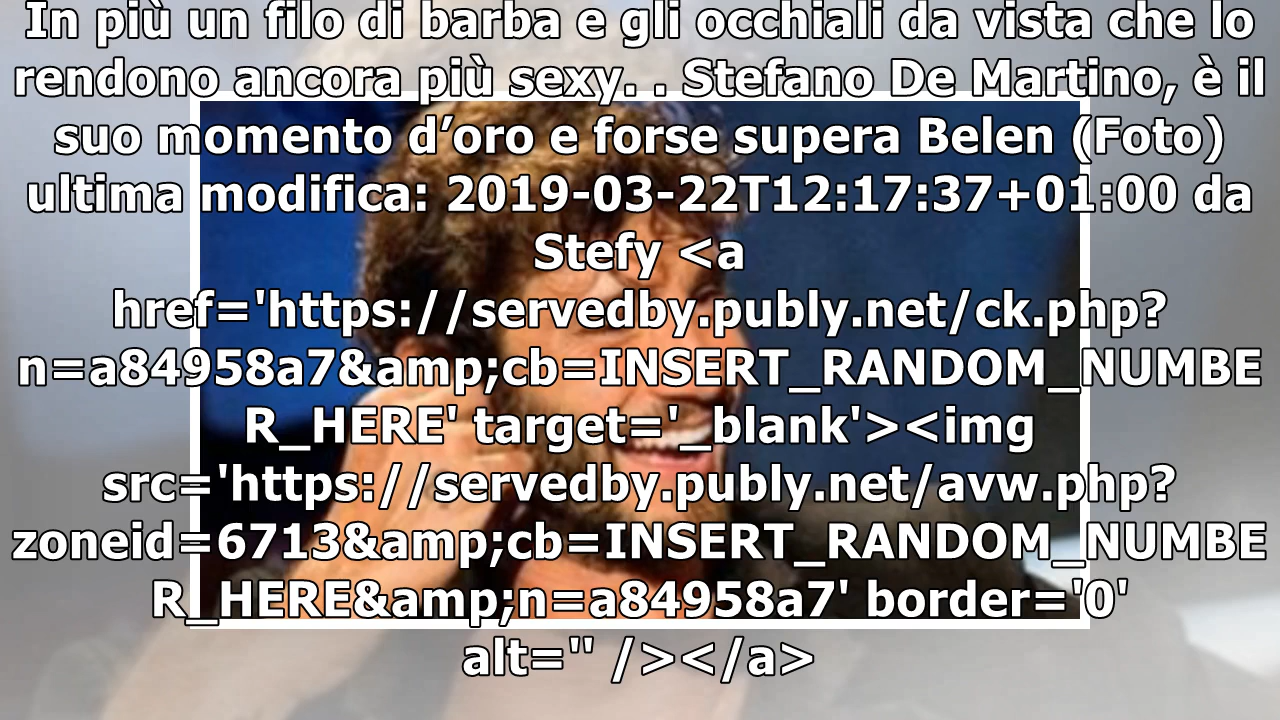 In più un filo di barba e gli occhiali da vista che lo
rendono ancora più sexy. . Stefano De Martino, è il
suo momento d’oro e forse supera Belen (Foto)
ultima modifica: 2019-03-22T12:17:37+01:00 da
Stefy <a
href='https://servedby.publy.net/ck.php?
n=a84958a7&amp;cb=INSERT_RANDOM_NUMBE
R_HERE' target='_blank'><img
src='https://servedby.publy.net/avw.php?
zoneid=6713&amp;cb=INSERT_RANDOM_NUMBE
R_HERE&amp;n=a84958a7' border='0'
alt='' /></a>